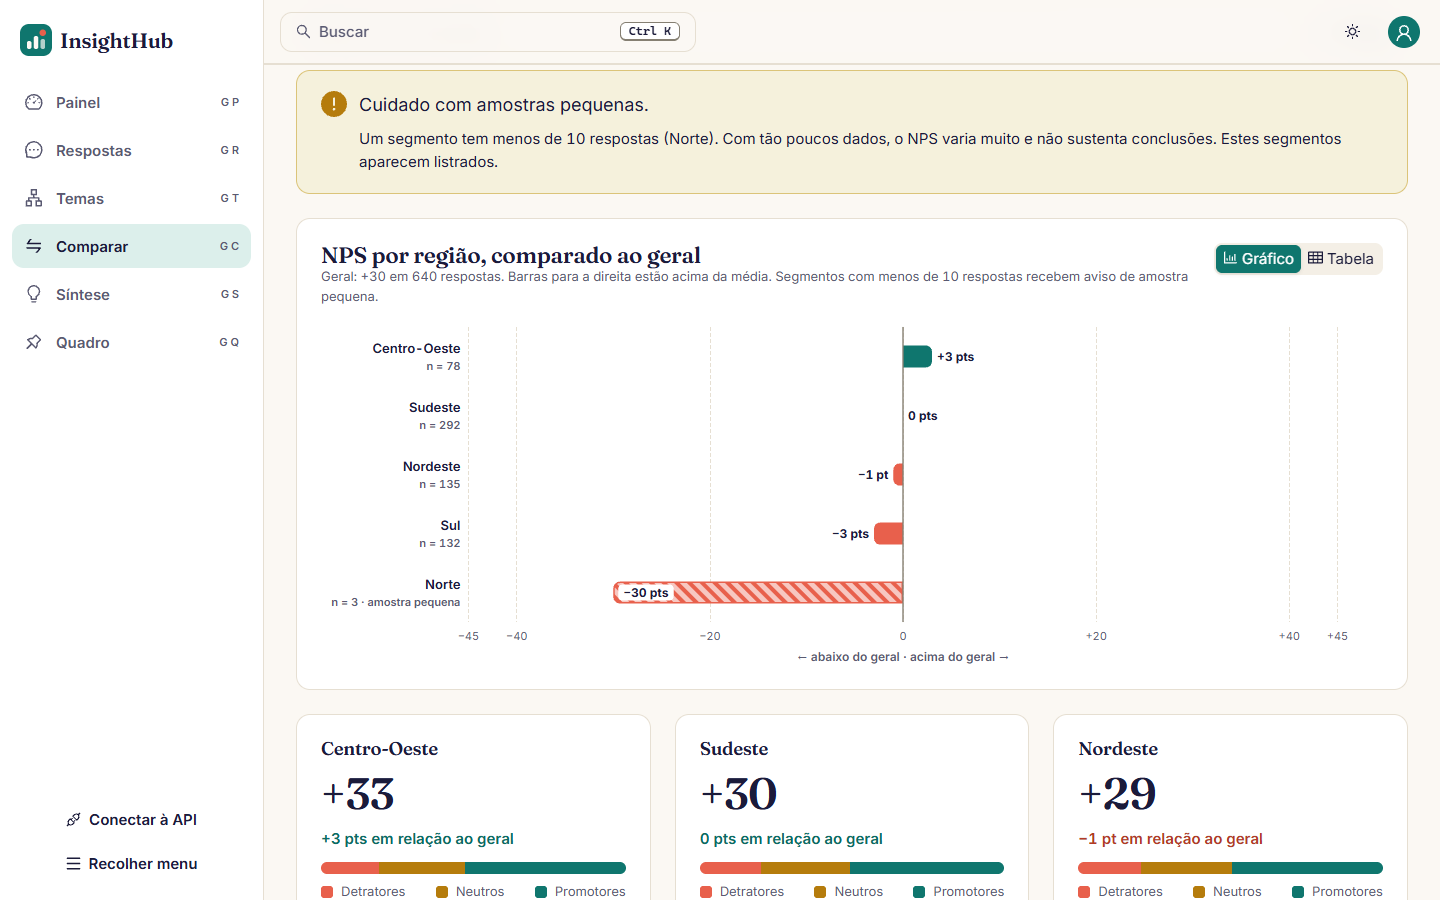 InsightHub
Buscar
Ctrl K
Painel
G P
Respostas
G R
Temas
G T
Comparar
G C
Síntese
G S
Quadro
G Q
Conectar à API
Recolher menu
Cuidado com amostras pequenas.
Um segmento tem menos de 10 respostas (Norte). Com tão poucos dados, o NPS varia muito e não sustenta conclusões. Estes segmentos
aparecem listrados.
NPS por região, comparado ao geral
Geral: +30 em 640 respostas. Barras para a direita estão acima da média. Segmentos com menos de 10 respostas recebem aviso de amostra
pequena.
Gráfico
Tabela
Centro-Oeste
n = 78
+3 pts
Sudeste
n = 292
0 pts
Nordeste
n = 135
−1 pt
Sul
n = 132
−3 pts
Norte
n = 3 · amostra pequena
−30 pts
−45 −40 −20 0 +20 +40 +45
← abaixo do geral · acima do geral →
Centro-Oeste
+33
+3 pts em relação ao geral
Detratores Neutros Promotores
Sudeste
+30
0 pts em relação ao geral
Detratores Neutros Promotores
Nordeste
+29
−1 pt em relação ao geral
Detratores Neutros Promotores